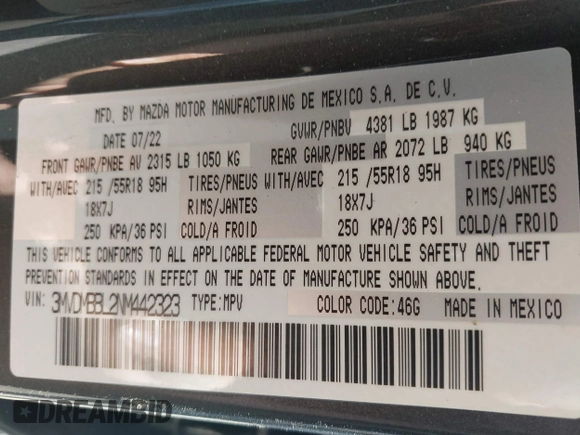 MFD. BY MAZDA MOTOR MANUFACTURING DE MEXICO S.A. DE C.V.
DATE 07/22 GVWR/PNBV 4381 LB 1987 KG
FRONT GAWR/PNBE AV 2315 LB 1050 KG REAR GAWR/PNBE AR 2072 LB 940 KG
WITH/AVEC 215 /55R18 95H TIRES/PNEUS WITH/AVEC 215 /55R18 95H TIRES/PNEUS
18X7J RIMS/JANTES 18X7J RIMS/JANTES
250 KPA/36 PSI COLD/A FROID 250 KPA/36 PSI COLD/A FROID
THIS VEHICLE CONFORMS TO ALL APPLICABLE FEDERAL MOTOR VEHICLE SAFETY AND THEFT
PREVENTION STANDARDS IN EFFECT ON THE DATE OF MANUFACTURE SHOWN ABOVE.
VIN: 3MVDMBBL2NM442323 TYPE:MPV COLOR CODE:46G MADE IN MEXICO
DREAMBID